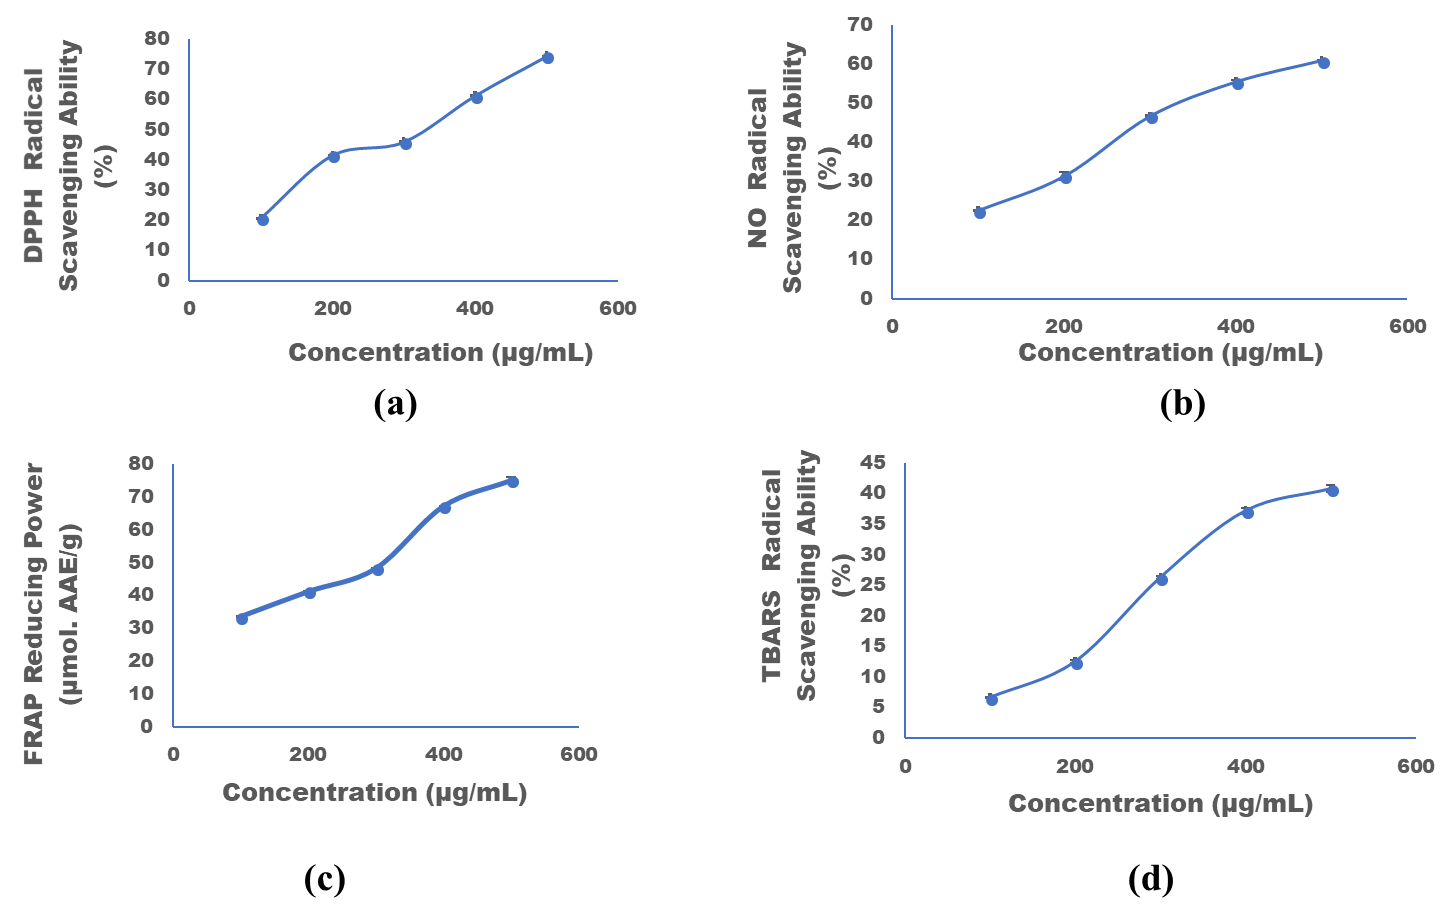 DPPH Radical
Scavenging Ability
(%)
80
70
60
50
40
30
20
10
0
0 200 400 600
Concentration (µg/mL)
(a)
NO Radical
Scavenging Ability
(%)
70
60
50
40
30
20
10
0
0 200 400 600
Concentration (µg/mL)
(b)
FRAP Reducing Power
(µmol. AAE/g)
80
70
60
50
40
30
20
10
0
0 200 400 600
Concentration (µg/mL)
(c)
TBARS Radical
Scavenging Ability
(%)
45
40
35
30
25
20
15
10
5
0
0 200 400 600
Concentration (µg/mL)
(d)